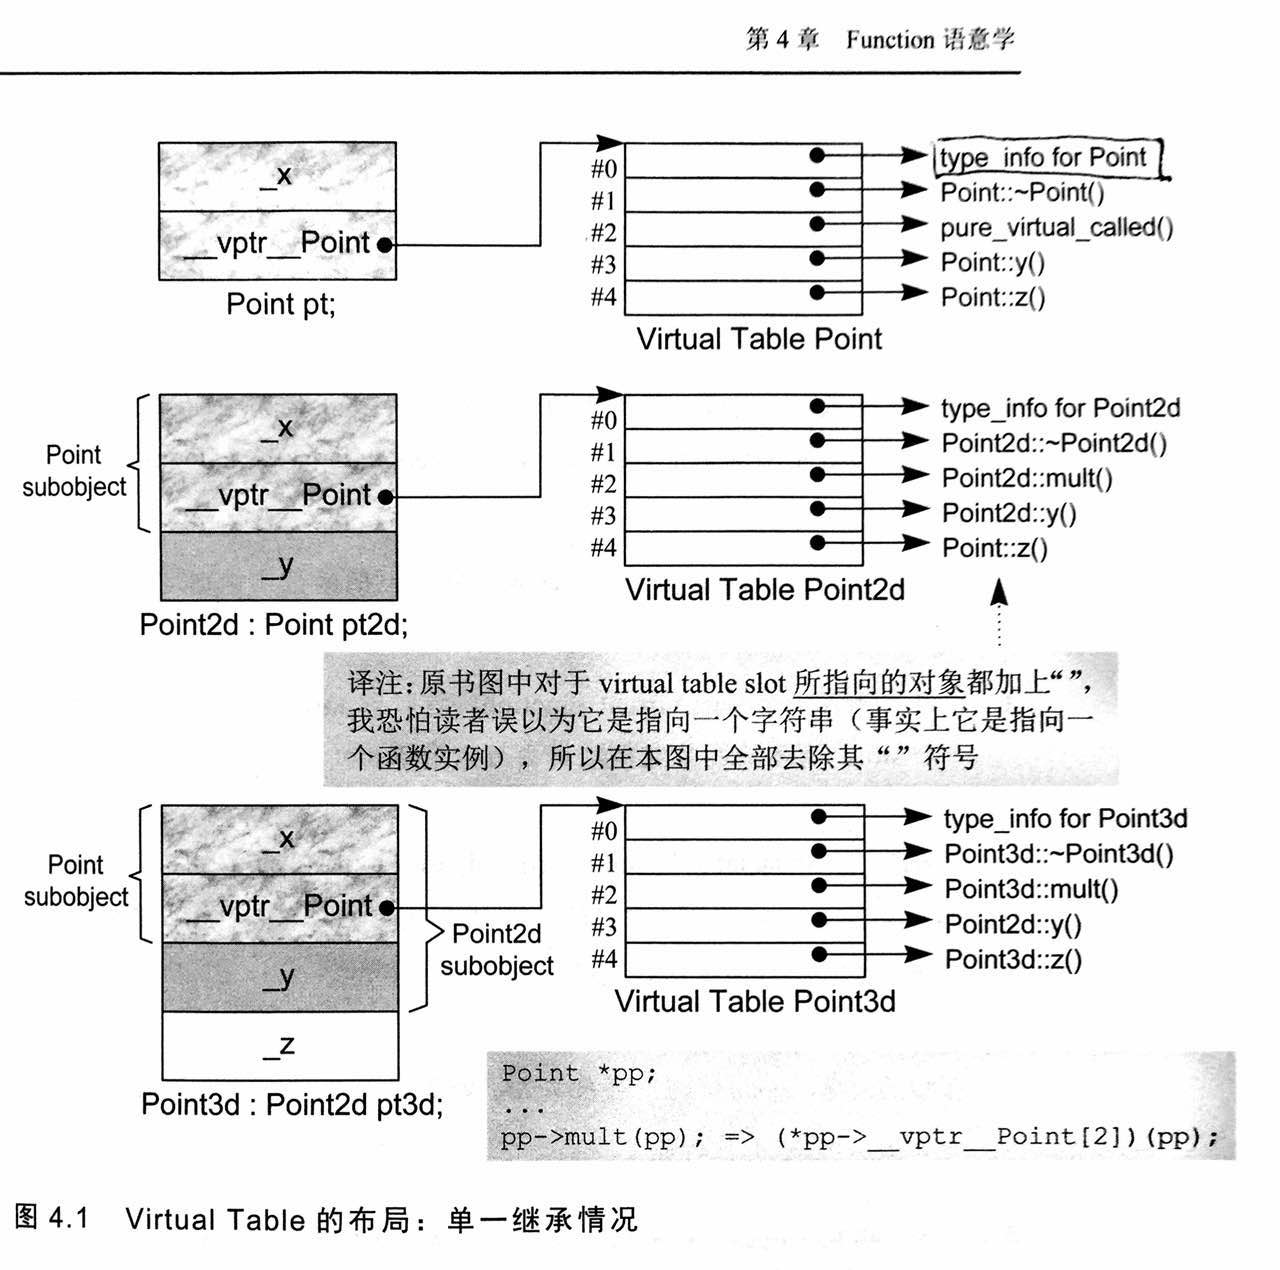 第 4 章 Function 语意学
_x
__vptr__Point
Point pt;
#0
#1
#2
#3
#4
type_info for Point
Point::~Point()
pure_virtual_called()
Point::y()
Point::z()
Virtual Table Point
Point
subobject
_x
__vptr__Point
_y
Point2d : Point pt2d;
#0
#1
#2
#3
#4
type_info for Point2d
Point2d::~Point2d()
Point2d::mult()
Point2d::y()
Point::z()
Virtual Table Point2d
译注：原书图中对于 virtual table slot 所指向的对象都加上“”，
我恐怕读者误以为它是指向一个字符串（事实上它是指向一
个函数实例），所以在本图中全部去除其“”符号
Point
subobject
_x
__vptr__Point
_y
_z
Point2d
subobject
Point3d : Point2d pt3d;
#0
#1
#2
#3
#4
type_info for Point3d
Point3d::~Point3d()
Point3d::mult()
Point2d::y()
Point3d::z()
Virtual Table Point3d
Point *pp;
...
pp->mult(pp); => (*pp->__vptr__Point[2])(pp);
图 4.1 Virtual Table 的布局：单一继承情况